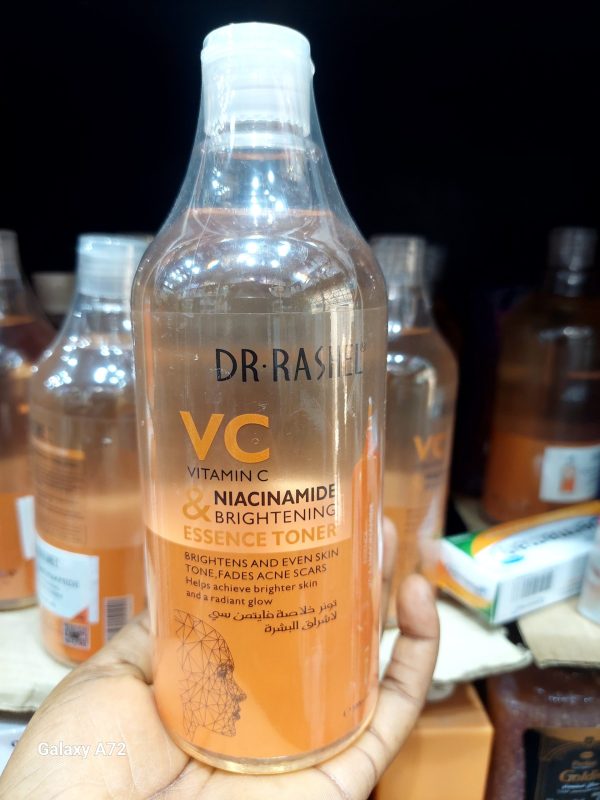 DR·RASHEL
VC
VITAMIN C
& NIACINAMIDE
BRIGHTENING
ESSENCE TONER
BRIGHTENS AND EVEN SKIN
TONE, FADES ACNE SCARS
Helps achieve brighter skin
and a radiant glow
تونر خلاصة فايتمن سي
لاشراق البشرة
VC
Galaxy A72